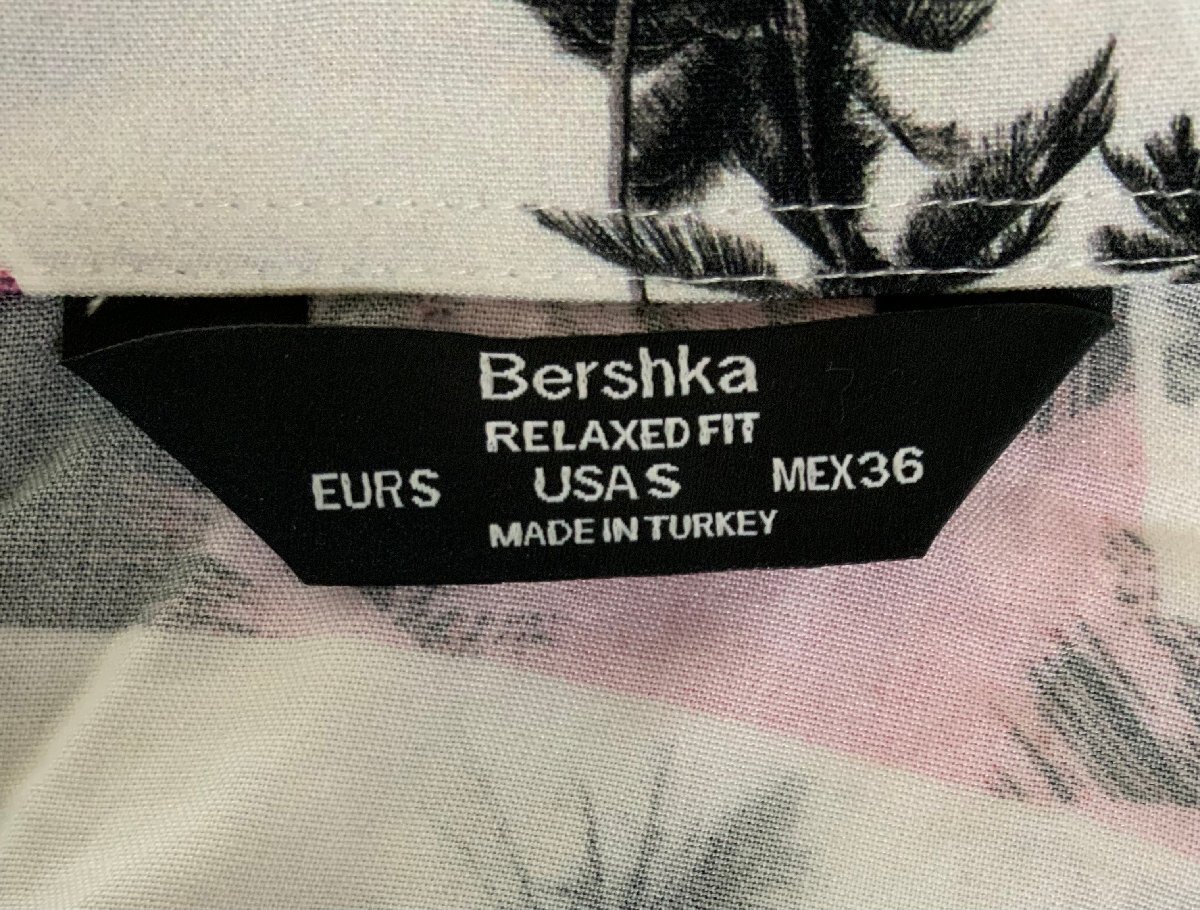 Bershka
RELAXED FIT
EUR S USA S MEX 36
MADE IN TURKEY